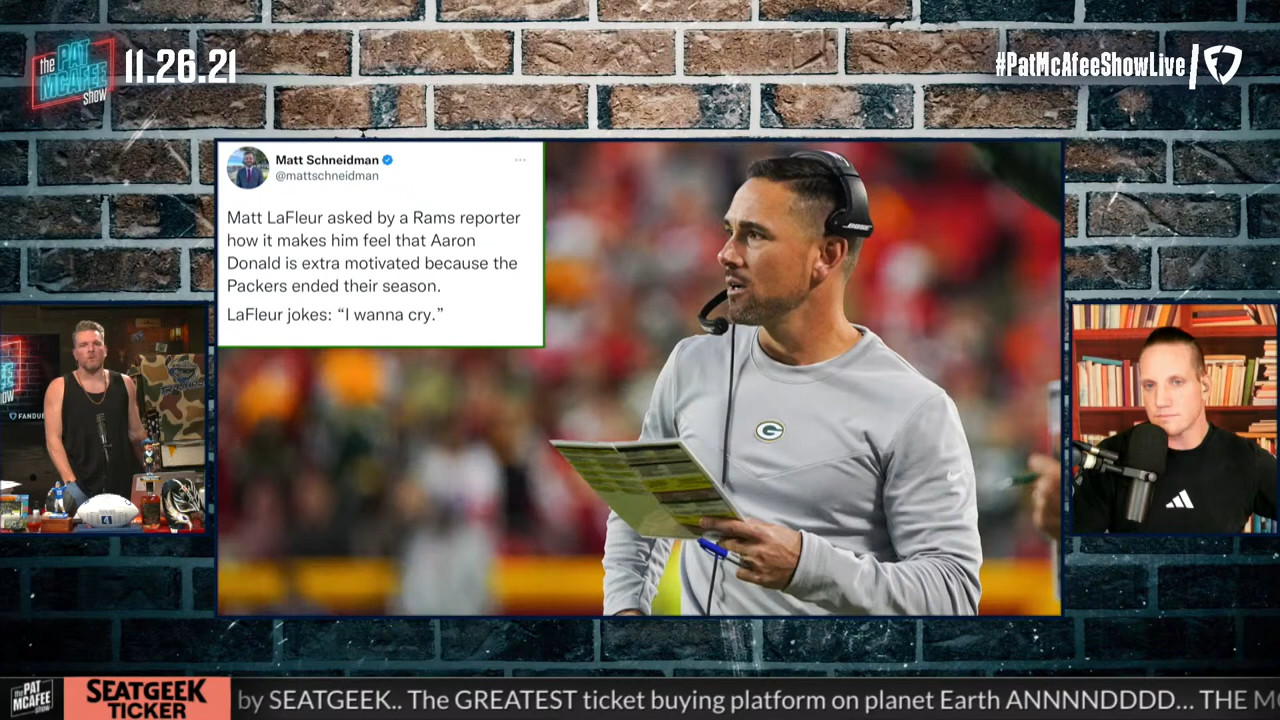 the PAT MCAFEE show
11.26.21
#PatMcAfeeShowLive
Matt Schneidman
@mattschneidman
Matt LaFleur asked by a Rams reporter
how it makes him feel that Aaron
Donald is extra motivated because the
Packers ended their season.
LaFleur jokes: “I wanna cry.”
BOSE
G
FANDU
the PAT MCAFEE show
SEATGEEK
TICKER
by SEATGEEK.. The GREATEST ticket buying platform on planet Earth ANNNNDDDD... THE M